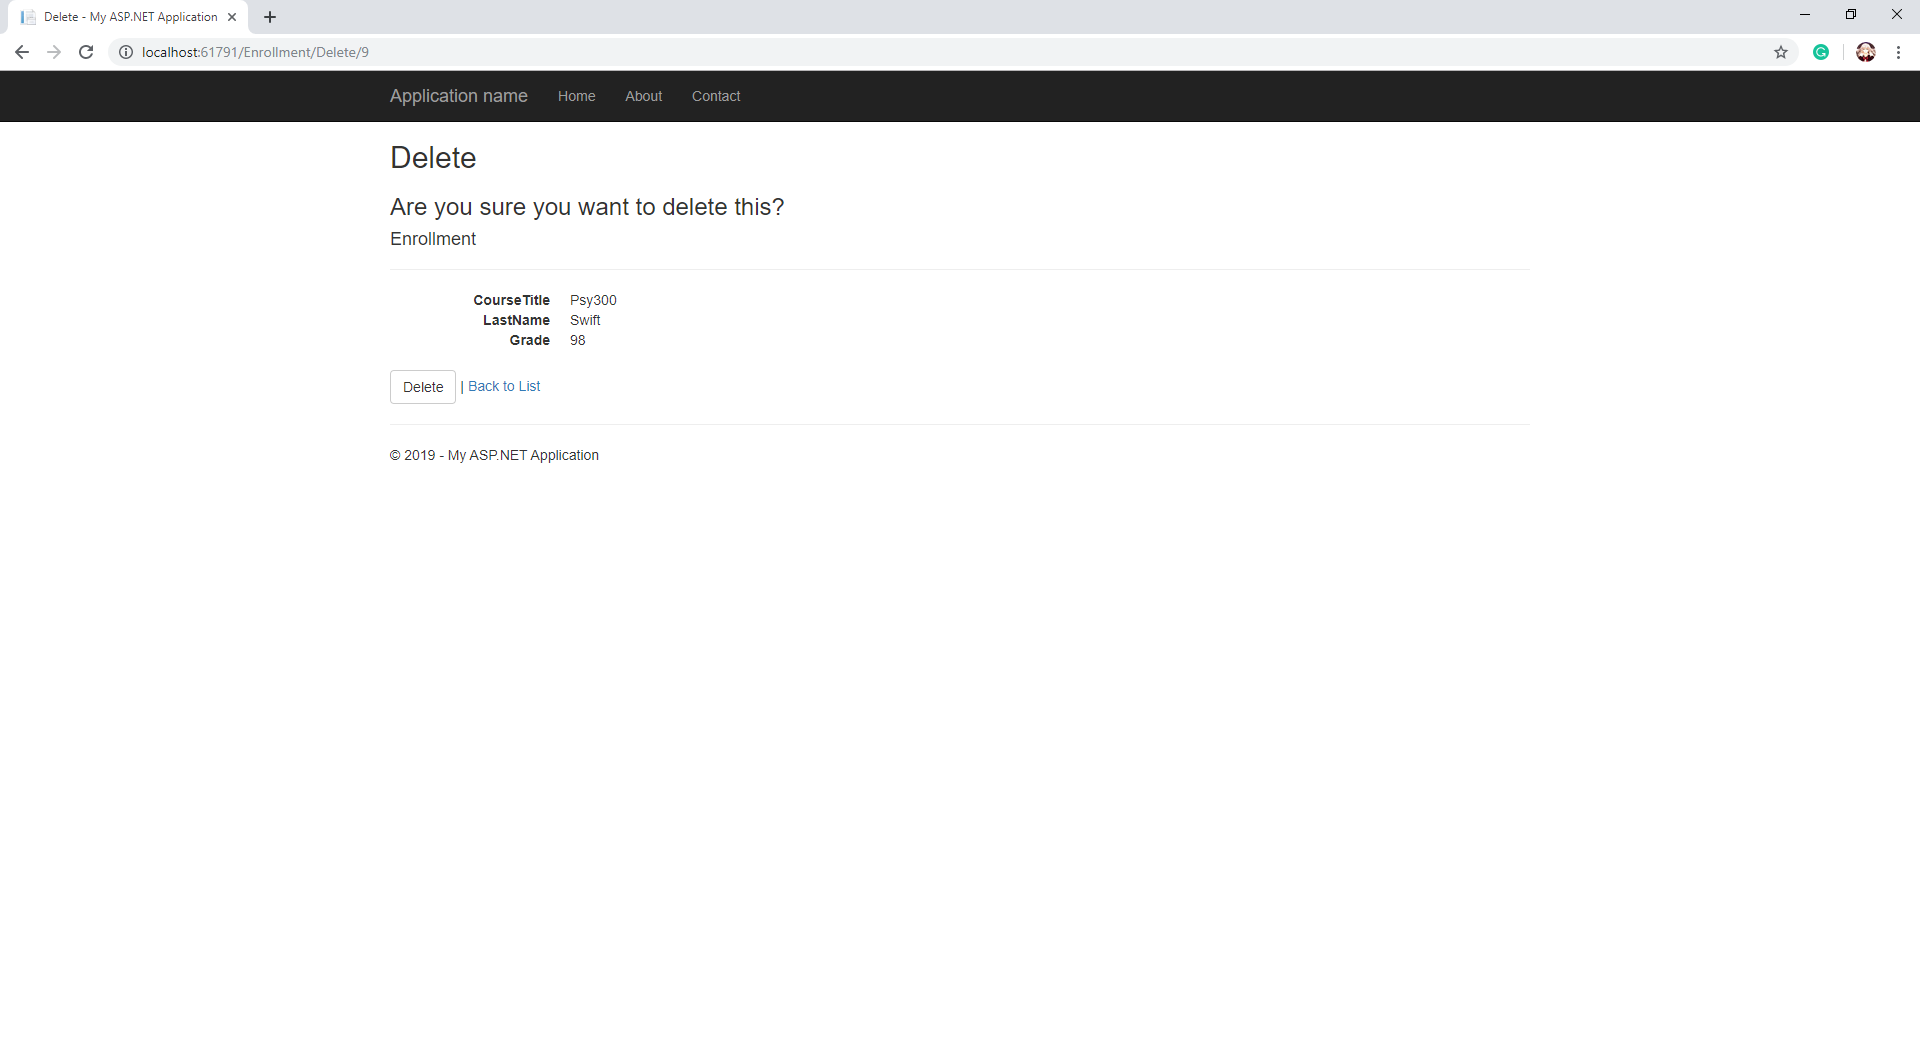 Delete - My ASP.NET Application
localhost:61791/Enrollment/Delete/9
Application name Home About Contact
Delete
Are you sure you want to delete this?
Enrollment
CourseTitle Psy300
LastName Swift
Grade 98
Delete | Back to List
© 2019 - My ASP.NET Application